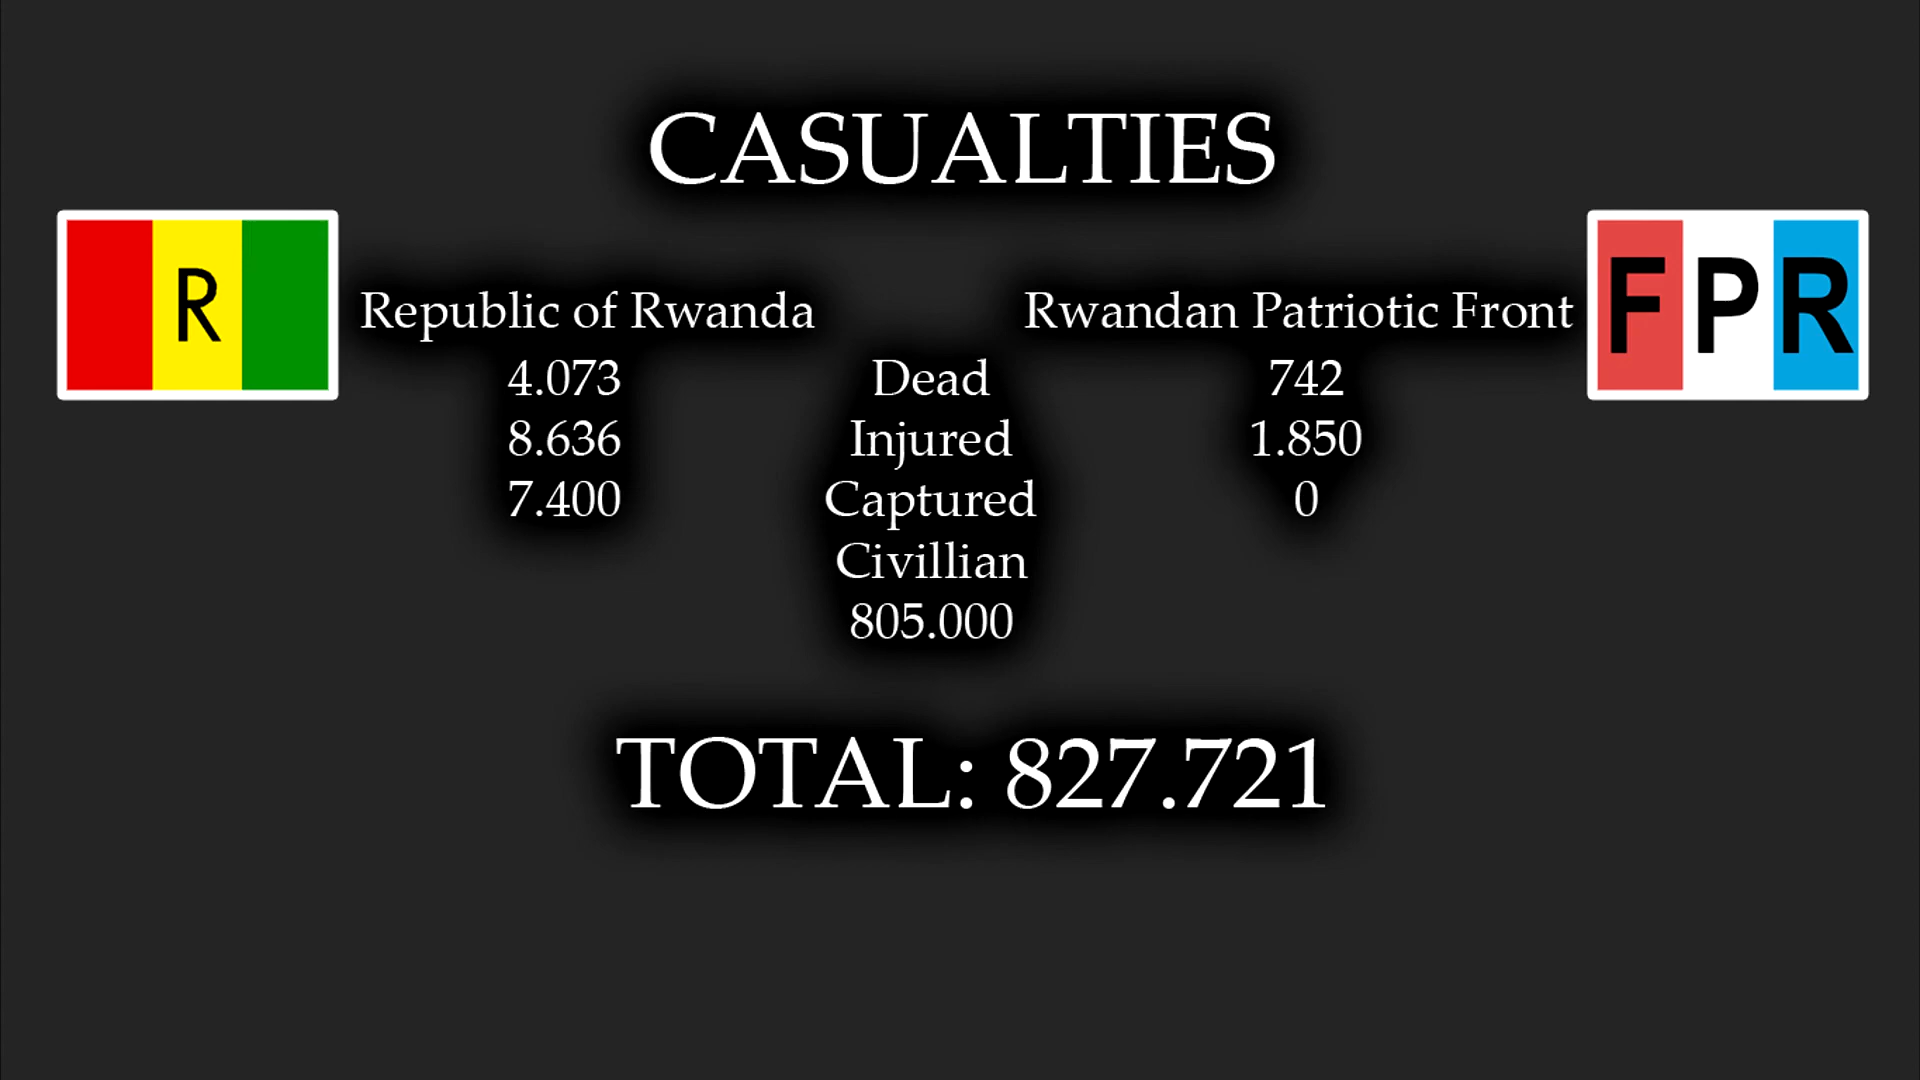 CASUALTIES
R
Republic of Rwanda
Rwandan Patriotic Front
FPR
4.073 Dead 742
8.636 Injured 1.850
7.400 Captured 0
Civillian
805.000
TOTAL: 827.721